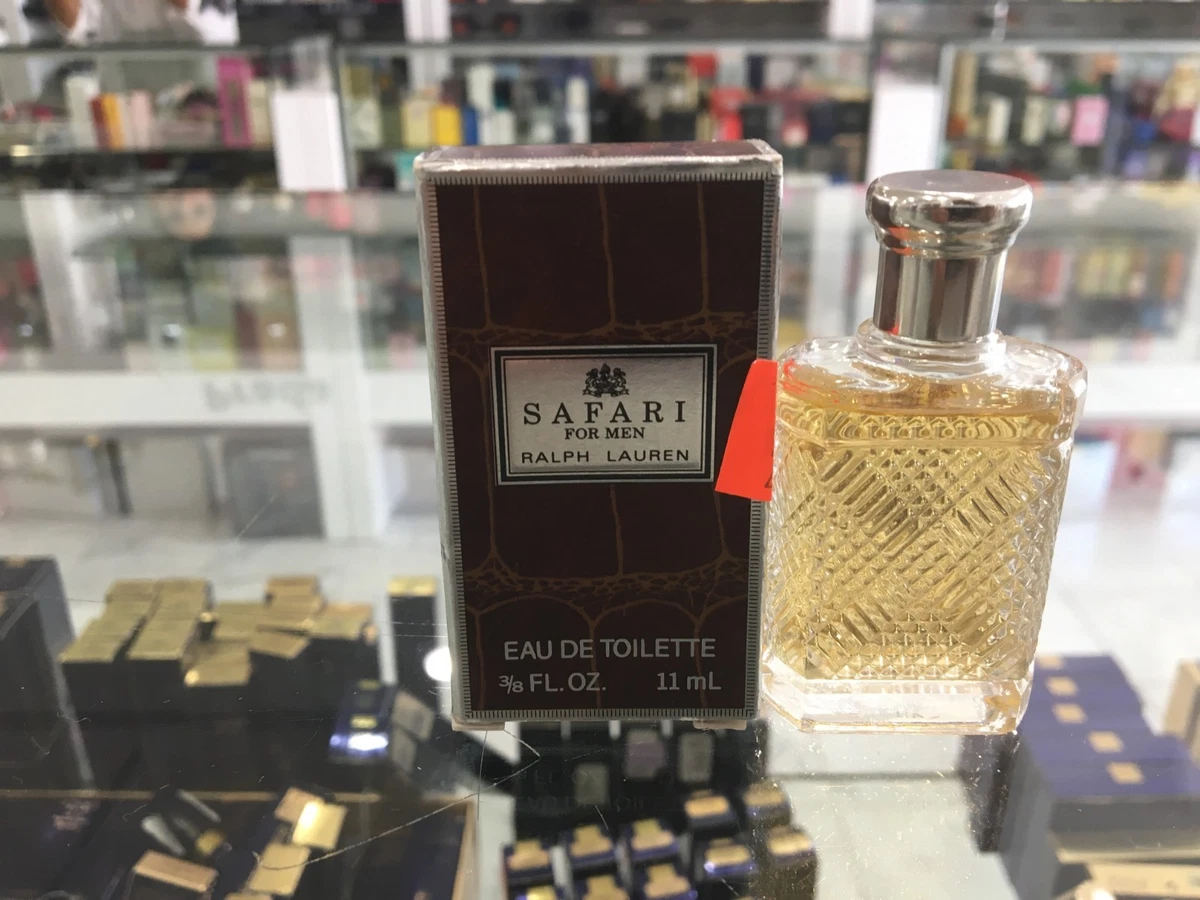 SAFARI
FOR MEN
RALPH LAUREN
EAU DE TOILETTE
3/8 FL. OZ. 11 mL